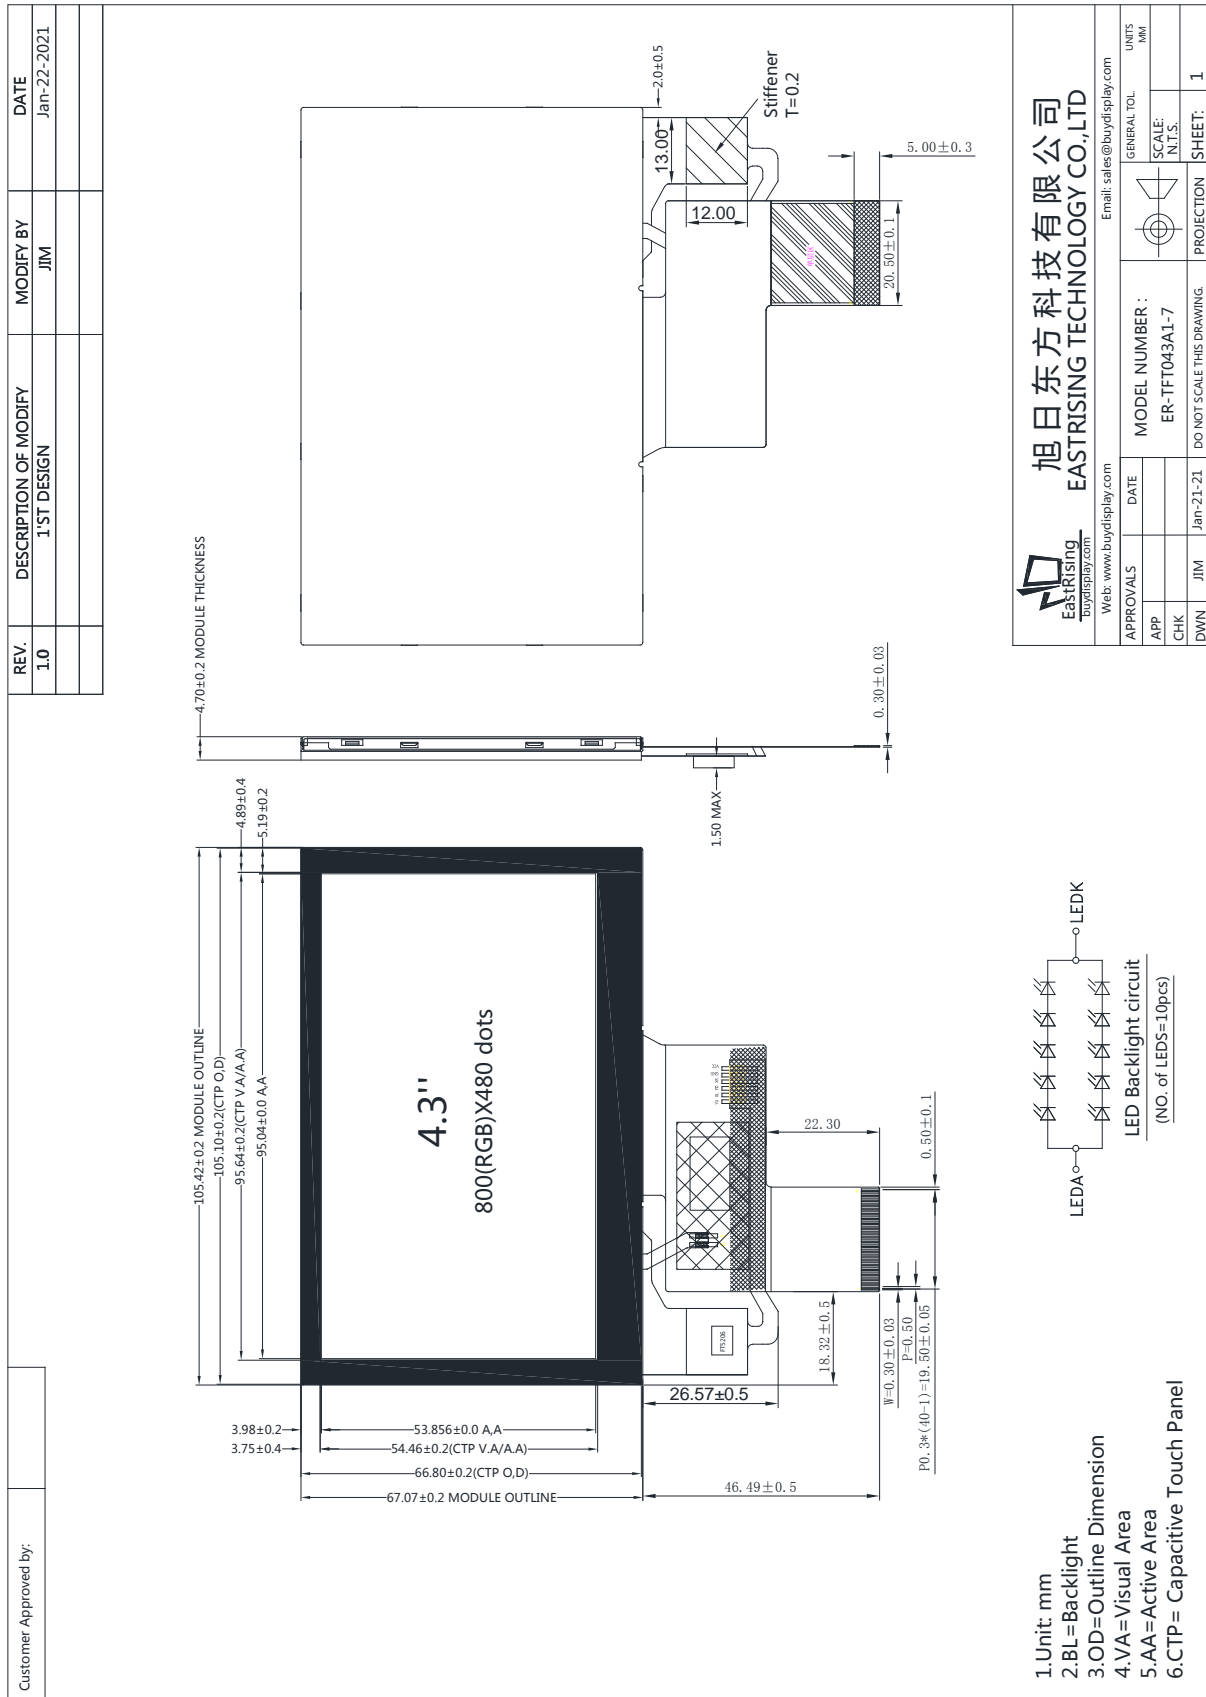 Customer Approved by:
REV.
DESCRIPTION OF MODIFY
MODIFY BY
DATE
1.0
1'ST DESIGN
JIM
Jan-22-2021
105.42±0.2 MODULE OUTLINE
105.10±0.2(CTP O,D)
95.64±0.2(CTP V.A/A.A)
95.04±0.0 A,A
4.89±0.4
5.19±0.2
3.98±0.2
3.75±0.4
53.856±0.0 A,A
54.46±0.2(CTP V.A/A.A)
66.80±0.2(CTP O,D)
67.07±0.2 MODULE OUTLINE
4.3''
800(RGB)X480 dots
FT5206
26.57±0.5
46.49±0.5
18.32±0.5
22.30
W=0.30±0.03
P=0.50
P0.3*(40-1)=19.50±0.05
0.50±0.1
4.70±0.2 MODULE THICKNESS
1.50 MAX
0.30±0.03
2.0±0.5
13.00
12.00
Stiffener
T=0.2
5.00±0.3
20.50±0.1
LEDA
LEDK
LED Backlight circuit
(NO. of LEDS=10pcs)
1.Unit: mm
2.BL=Backlight
3.OD=Outline Dimension
4.VA=Visual Area
5.AA=Active Area
6.CTP= Capacitive Touch Panel
EastRising
buydisplay.com
旭日东方科技有限公司
EASTRISING TECHNOLOGY CO.,LTD
Web: www.buydisplay.com
Email: sales@buydisplay.com
APPROVALS
DATE
APP
CHK
DWN
JIM
Jan-21-21
MODEL NUMBER :
ER-TFT043A1-7
DO NOT SCALE THIS DRAWING.
PROJECTION
GENERAL TOL.
UNITS
MM
SCALE:
N.T.S.
SHEET:
1